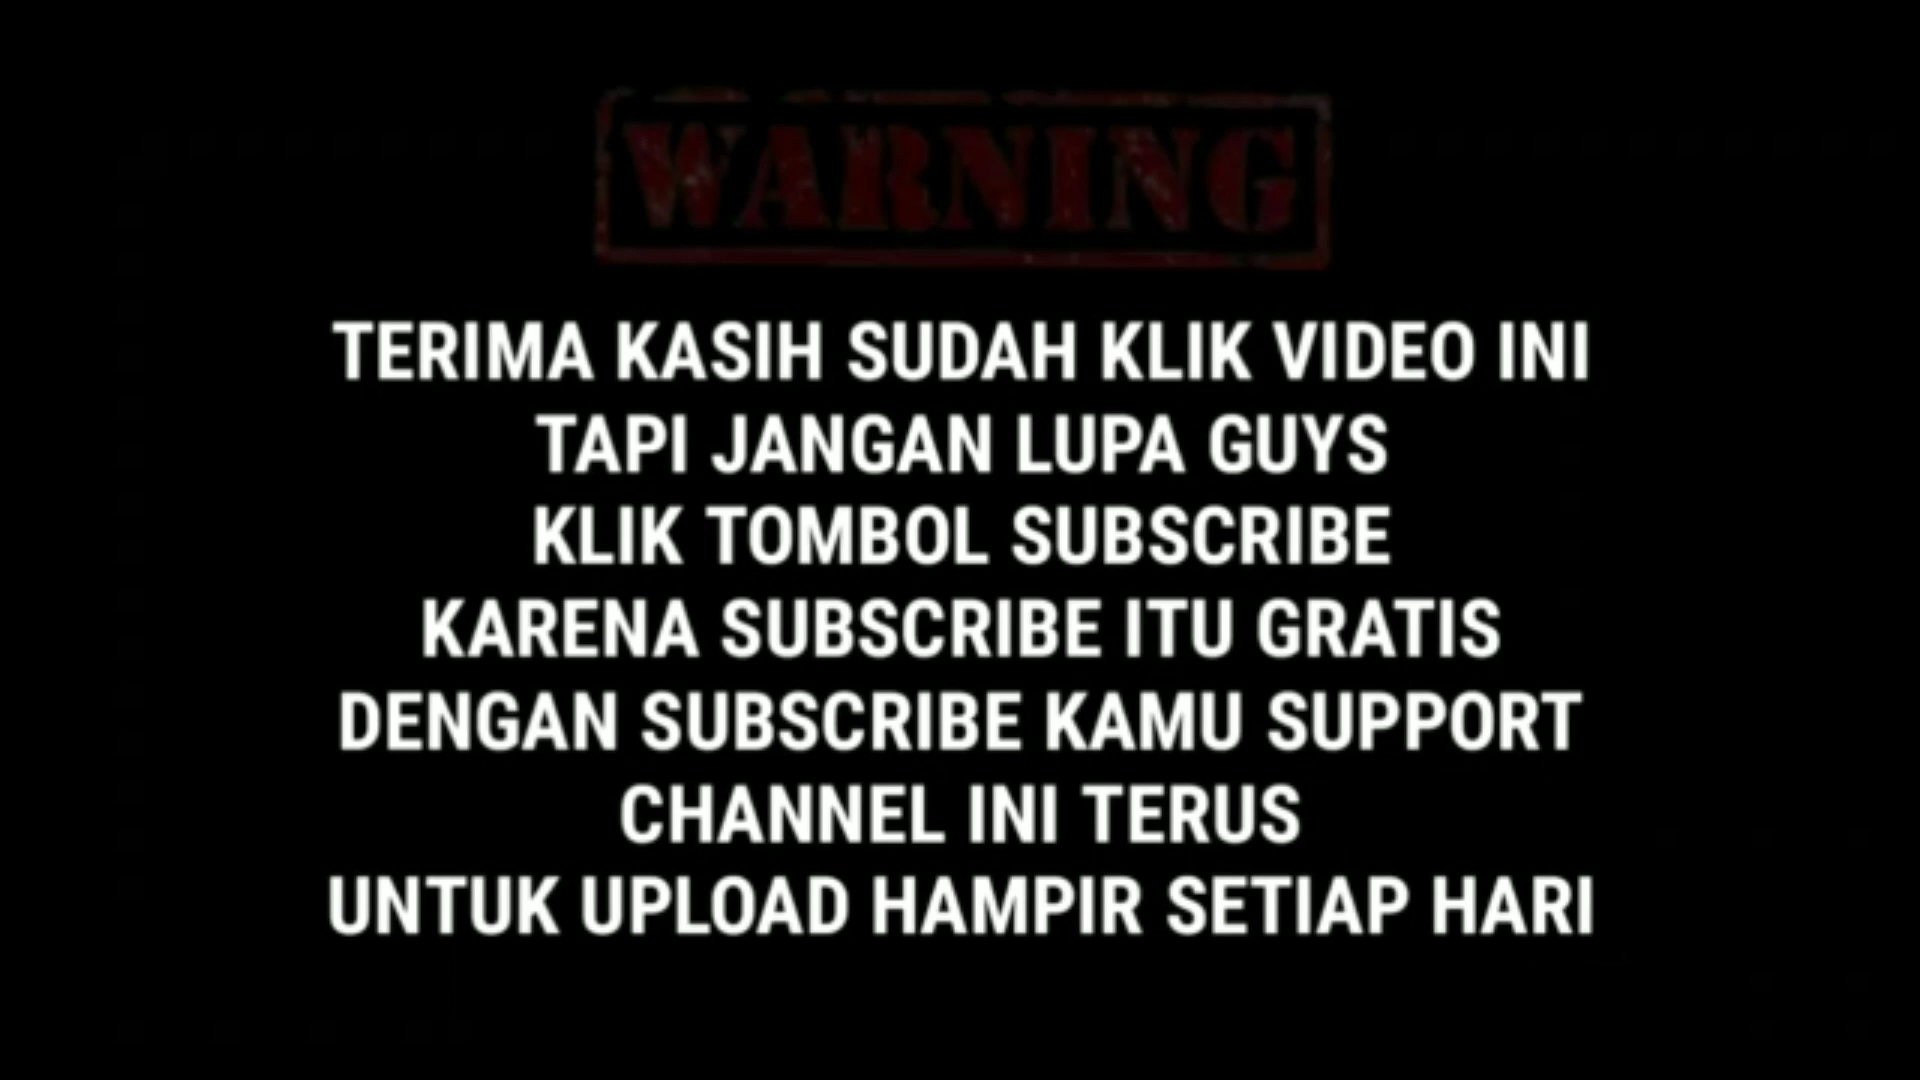 WARNING
TERIMA KASIH SUDAH KLIK VIDEO INI
TAPI JANGAN LUPA GUYS
KLIK TOMBOL SUBSCRIBE
KARENA SUBSCRIBE ITU GRATIS
DENGAN SUBSCRIBE KAMU SUPPORT
CHANNEL INI TERUS
UNTUK UPLOAD HAMPIR SETIAP HARI